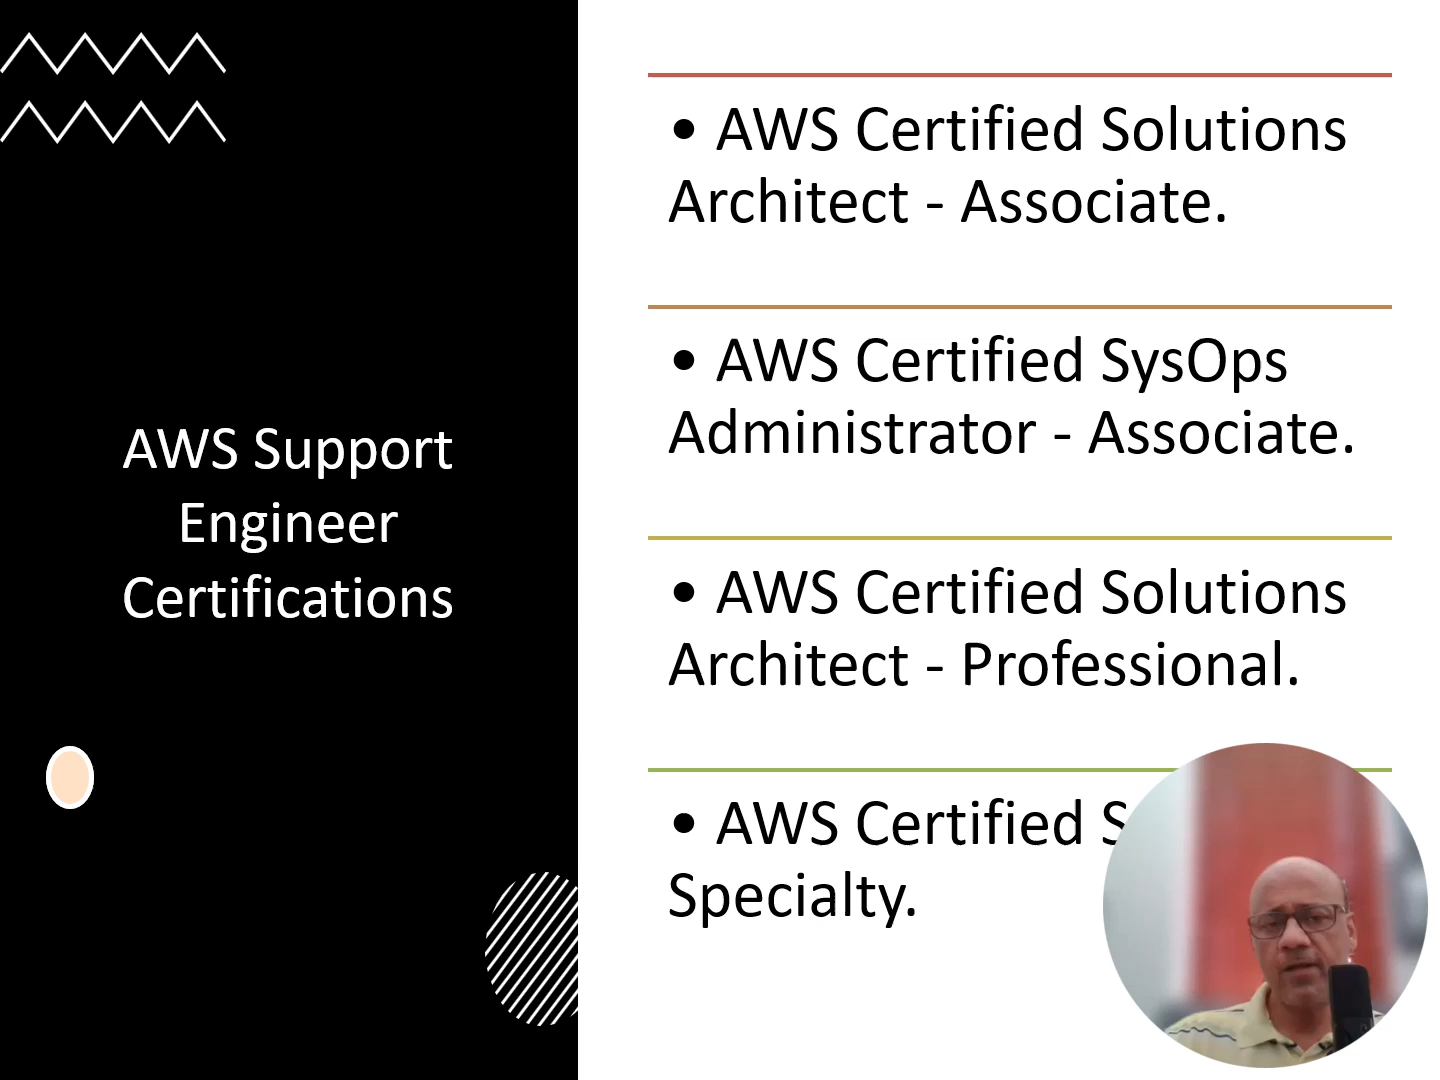 AWS Support
Engineer
Certifications
• AWS Certified Solutions
Architect - Associate.
• AWS Certified SysOps
Administrator - Associate.
• AWS Certified Solutions
Architect - Professional.
• AWS Certified
Specialty.